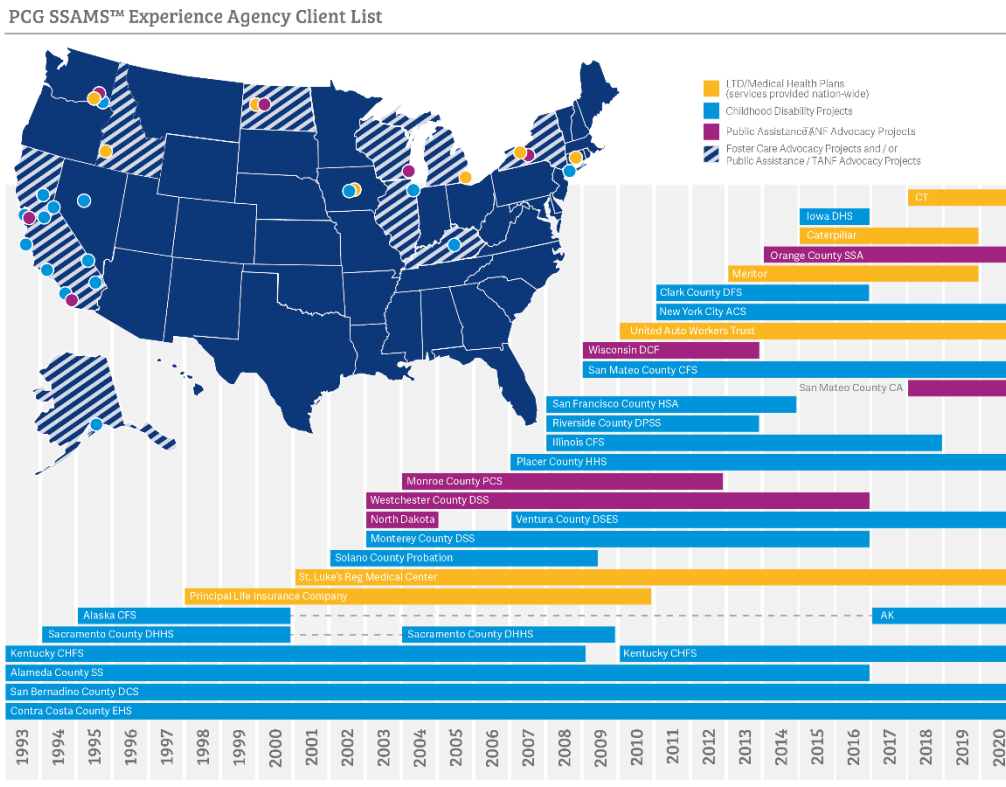 PCG SSAMS™ Experience Agency Client List
LTD/Medical Health Plans
(services provided nation-wide)
Childhood Disability Projects
Public Assistance/TANF Advocacy Projects
Foster Care Advocacy Projects and / or
Public Assistance / TANF Advocacy Projects
CT
Iowa DHS
Caterpillar
Orange County SSA
Meritor
Clark County DFS
New York City ACS
United Auto Workers Trust
Wisconsin DCF
San Mateo County CFS
San Mateo County CA
San Francisco County HSA
Riverside County DPSS
Illinois CFS
Placer County HHS
Monroe County PCS
Westchester County DSS
North Dakota
Ventura County DSES
Monterey County DSS
Solano County Probation
St. Luke's Reg Medical Center
Principal Life Insurance Company
Alaska CFS
AK
Sacramento County DHHS
Sacramento County DHHS
Kentucky CHFS
Kentucky CHFS
Alameda County SS
San Bernadino County DCS
Contra Costa County EHS
1993
1994
1995
1996
1997
1998
1999
2000
2001
2002
2003
2004
2005
2006
2007
2008
2009
2010
2011
2012
2013
2014
2015
2016
2017
2018
2019
2020